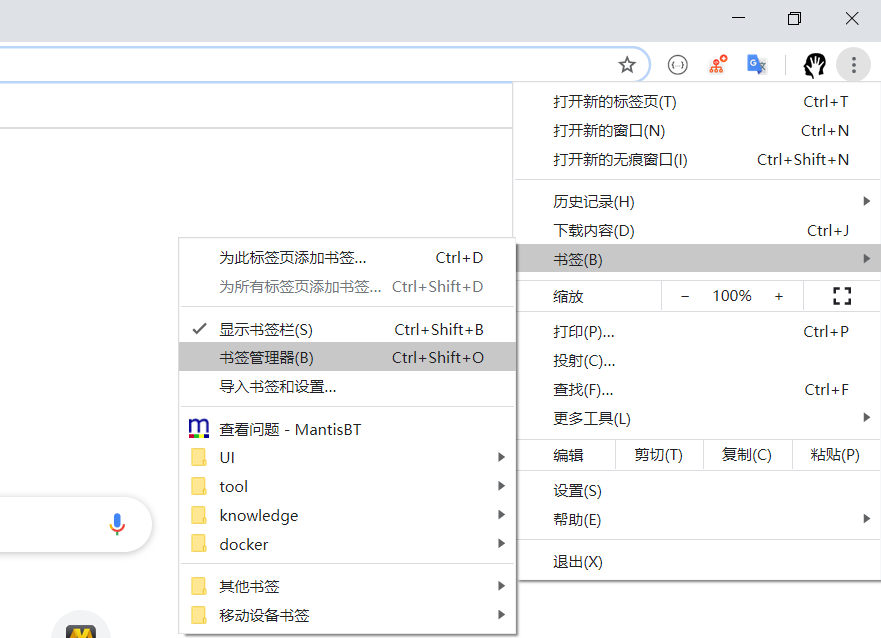 打开新的标签页(T) Ctrl+T
打开新的窗口(N) Ctrl+N
打开新的无痕窗口(I) Ctrl+Shift+N
历史记录(H)
下载内容(D) Ctrl+J
书签(B)
缩放 − 100% +
打印(P)... Ctrl+P
投射(C)...
查找(F)... Ctrl+F
更多工具(L)
编辑 剪切(T) 复制(C) 粘贴(P)
设置(S)
帮助(E)
退出(X)
为此标签页添加书签... Ctrl+D
为所有标签页添加书签... Ctrl+Shift+D
显示书签栏(S) Ctrl+Shift+B
书签管理器(B) Ctrl+Shift+O
导入书签和设置...
查看问题 - MantisBT
UI
tool
knowledge
docker
其他书签
移动设备书签